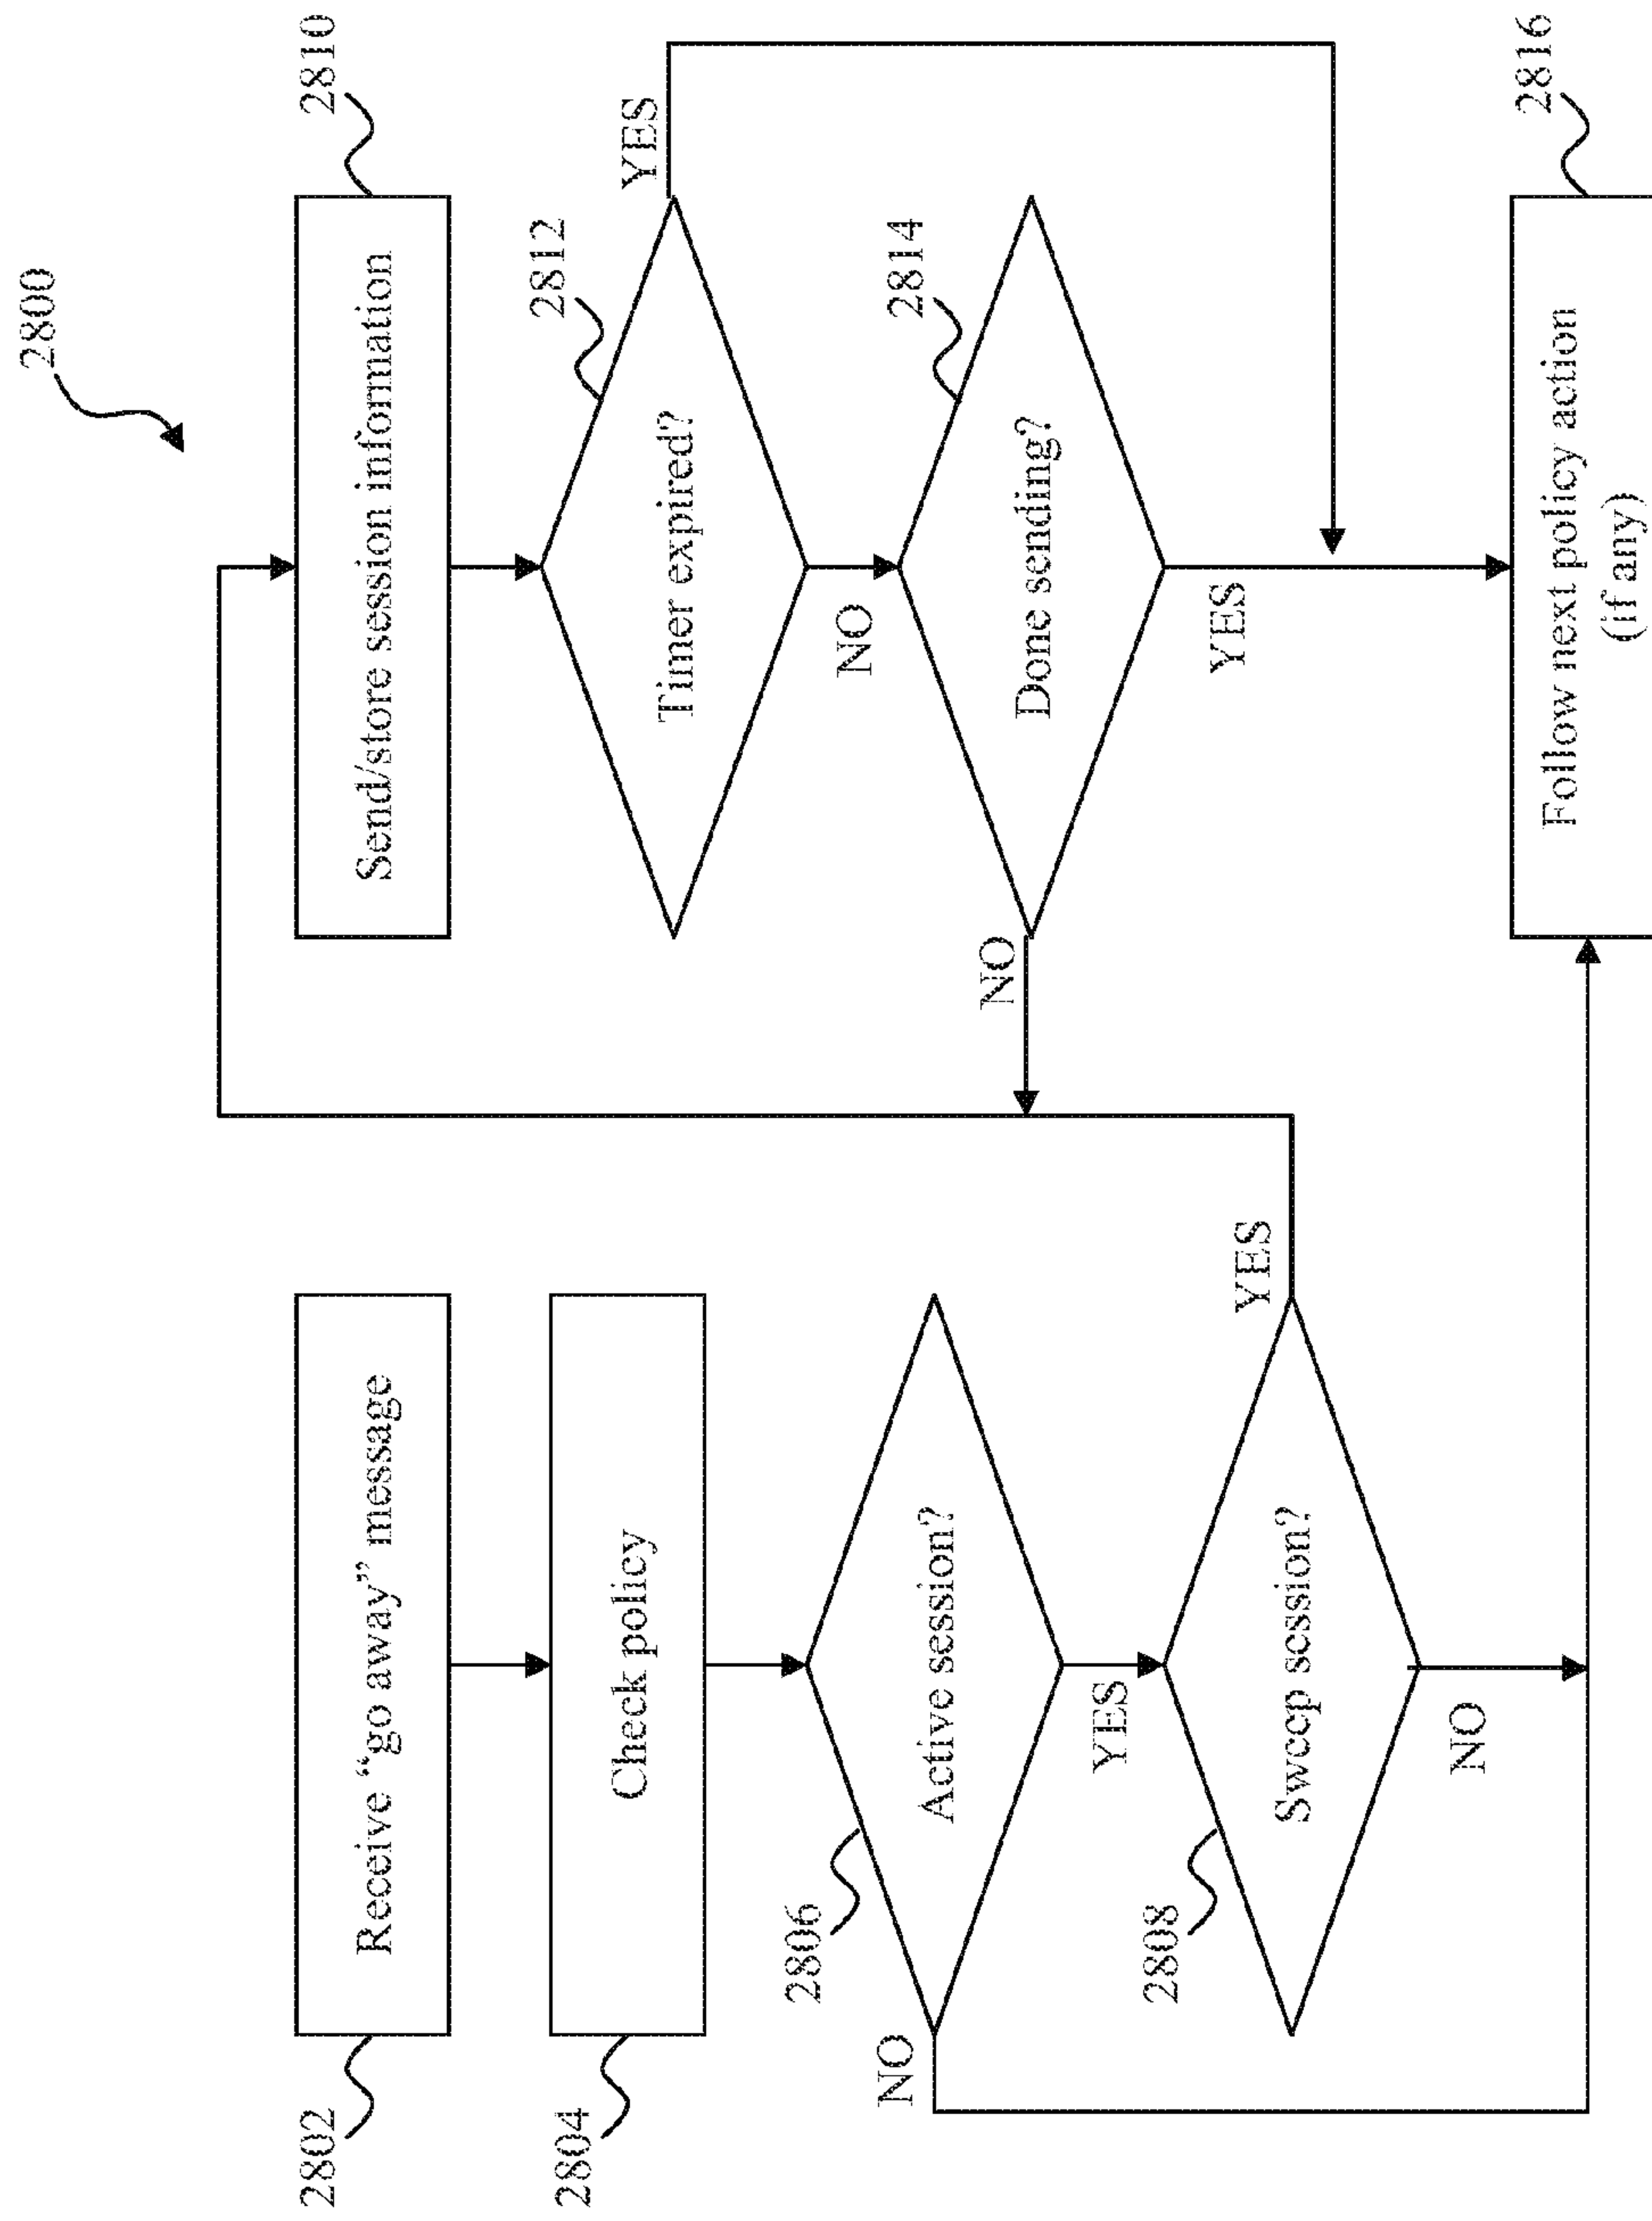 2800
2802
Receive “go away” message
2804
Check policy
2806
Active session?
NO
YES
2808
Sweep session?
YES
NO
2810
Send/store session information
2812
Timer expired?
YES
NO
2814
Done sending?
NO
YES
2816
Follow next policy action
(if any)